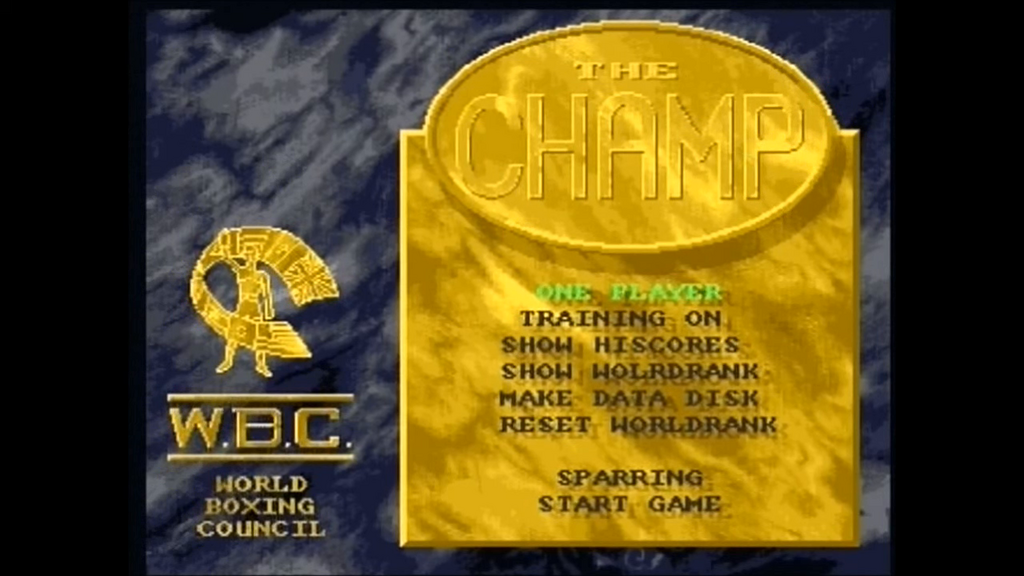 THE
CHAMP
ONE PLAYER
TRAINING ON
SHOW HISCORES
SHOW WOLRDRANK
MAKE DATA DISK
RESET WORLDRANK
SPARRING
START GAME
W.B.C.
WORLD
BOXING
COUNCIL